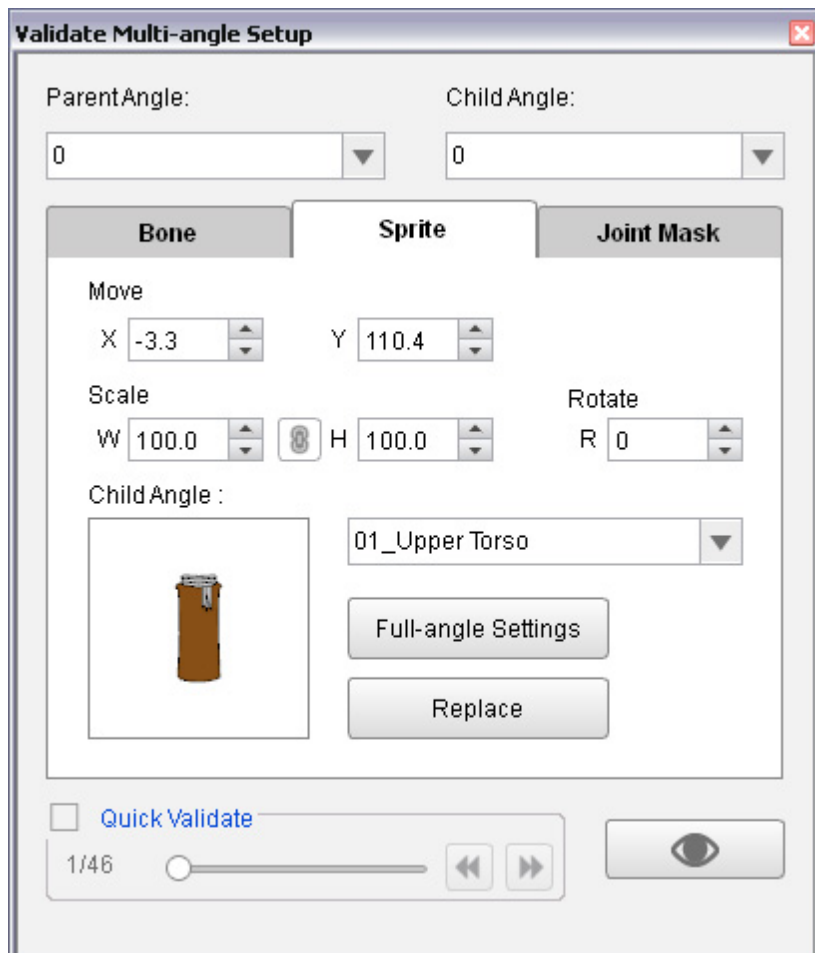 Validate Multi-angle Setup
Parent Angle: Child Angle:
0 0
Bone Sprite Joint Mask
Move
X -3.3 Y 110.4
Scale Rotate
W 100.0 H 100.0 R 0
Child Angle :
01_Upper Torso
Full-angle Settings
Replace
Quick Validate
1/46